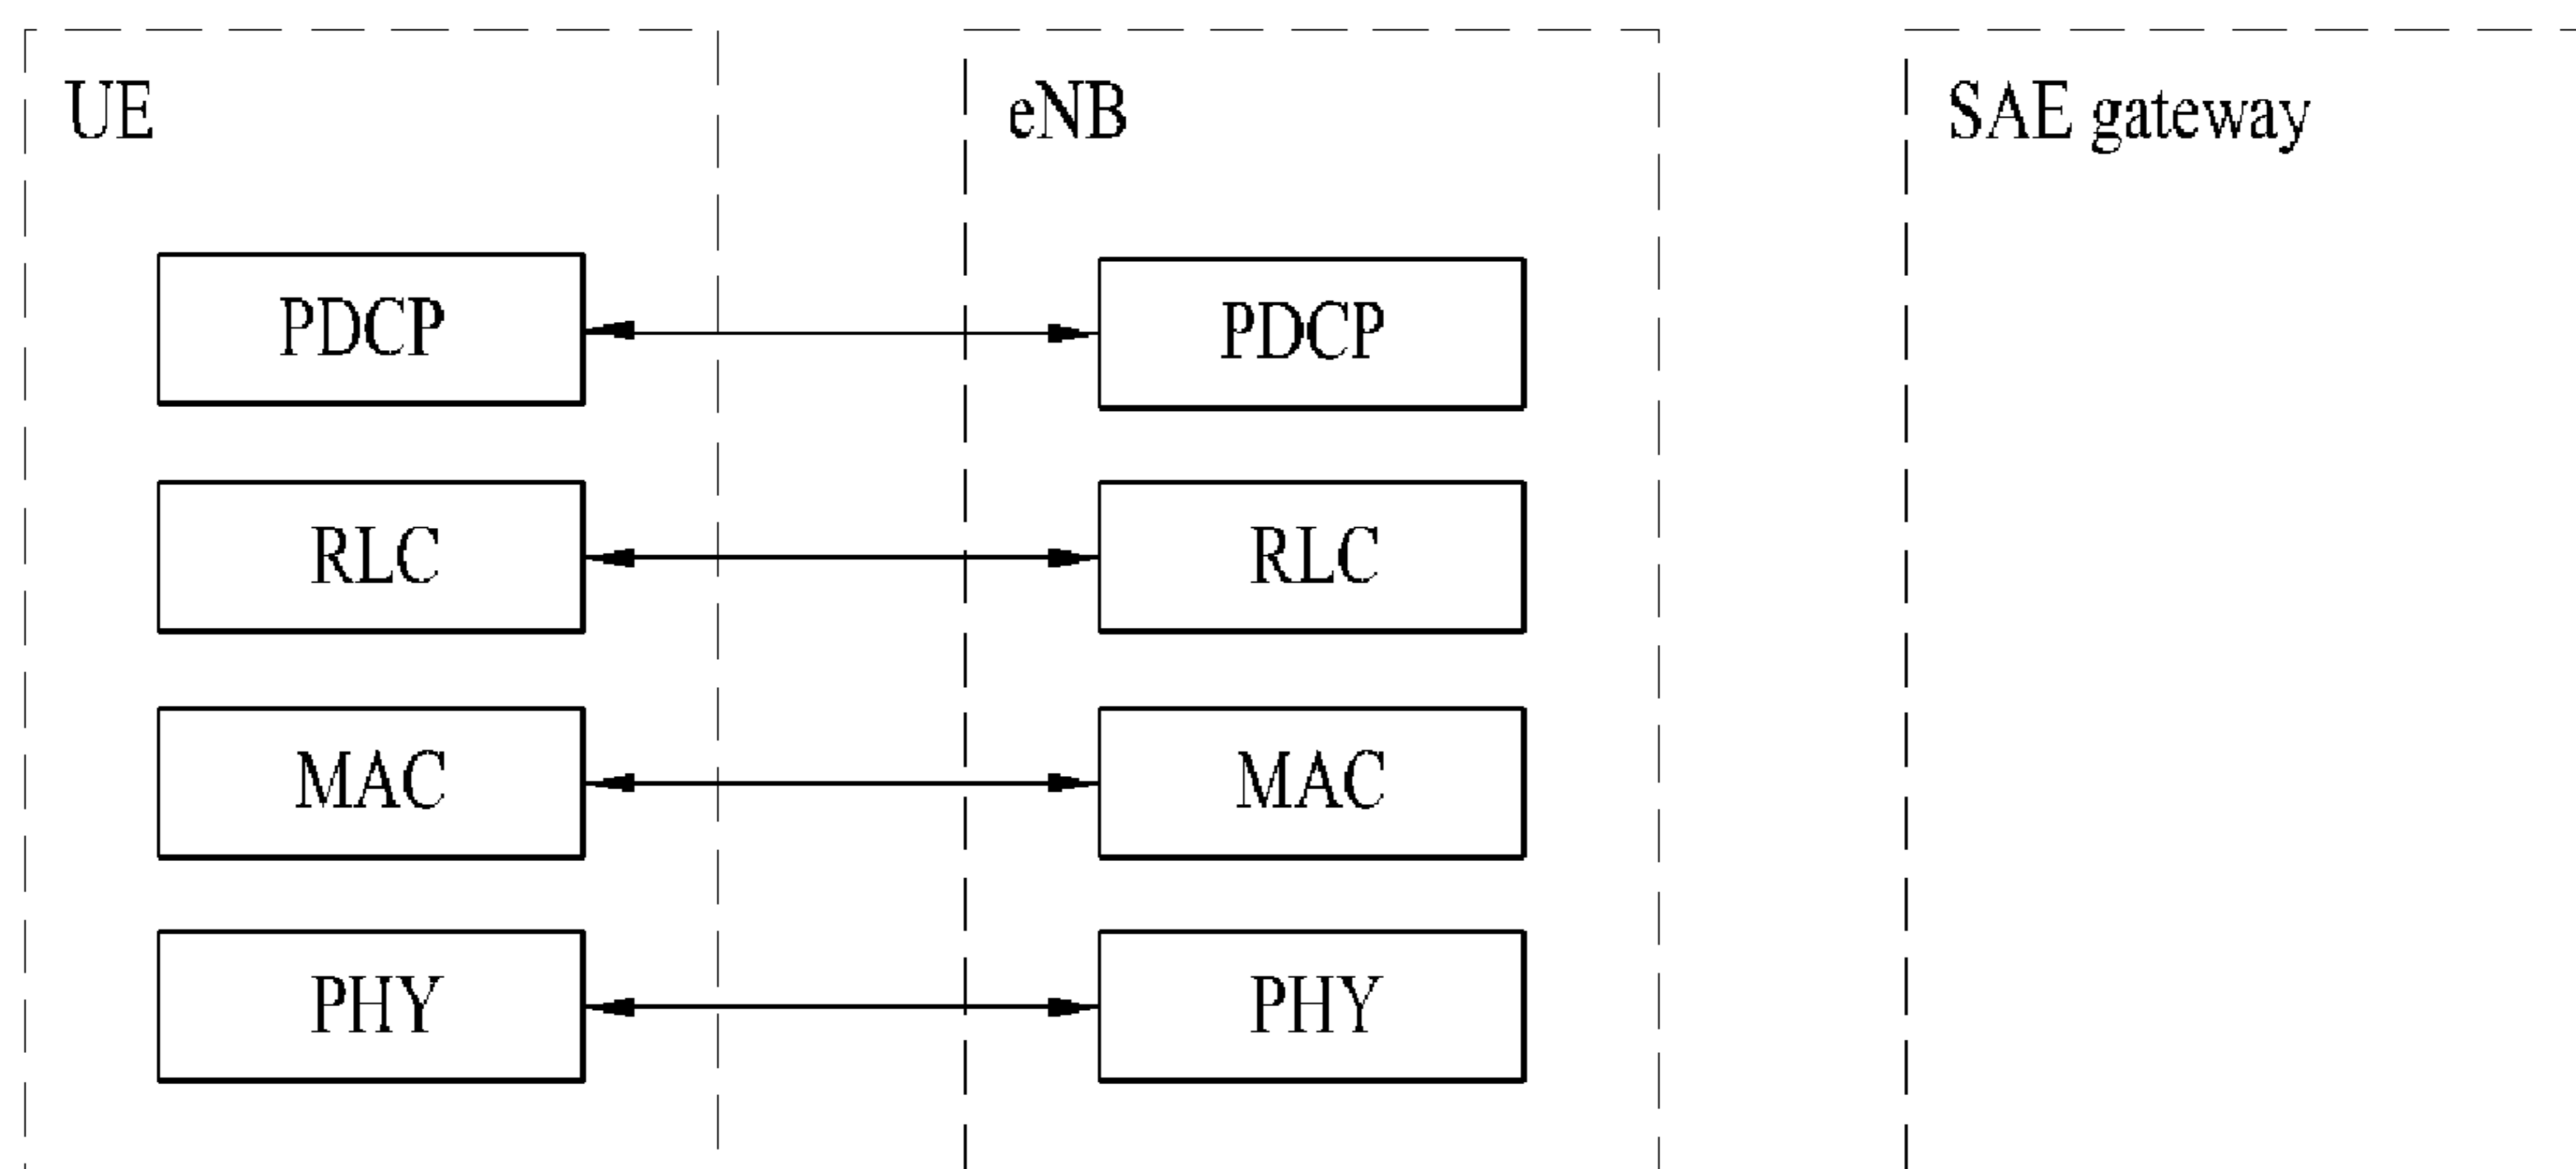 UE
eNB
SAE gateway
PDCP
PDCP
RLC
RLC
MAC
MAC
PHY
PHY